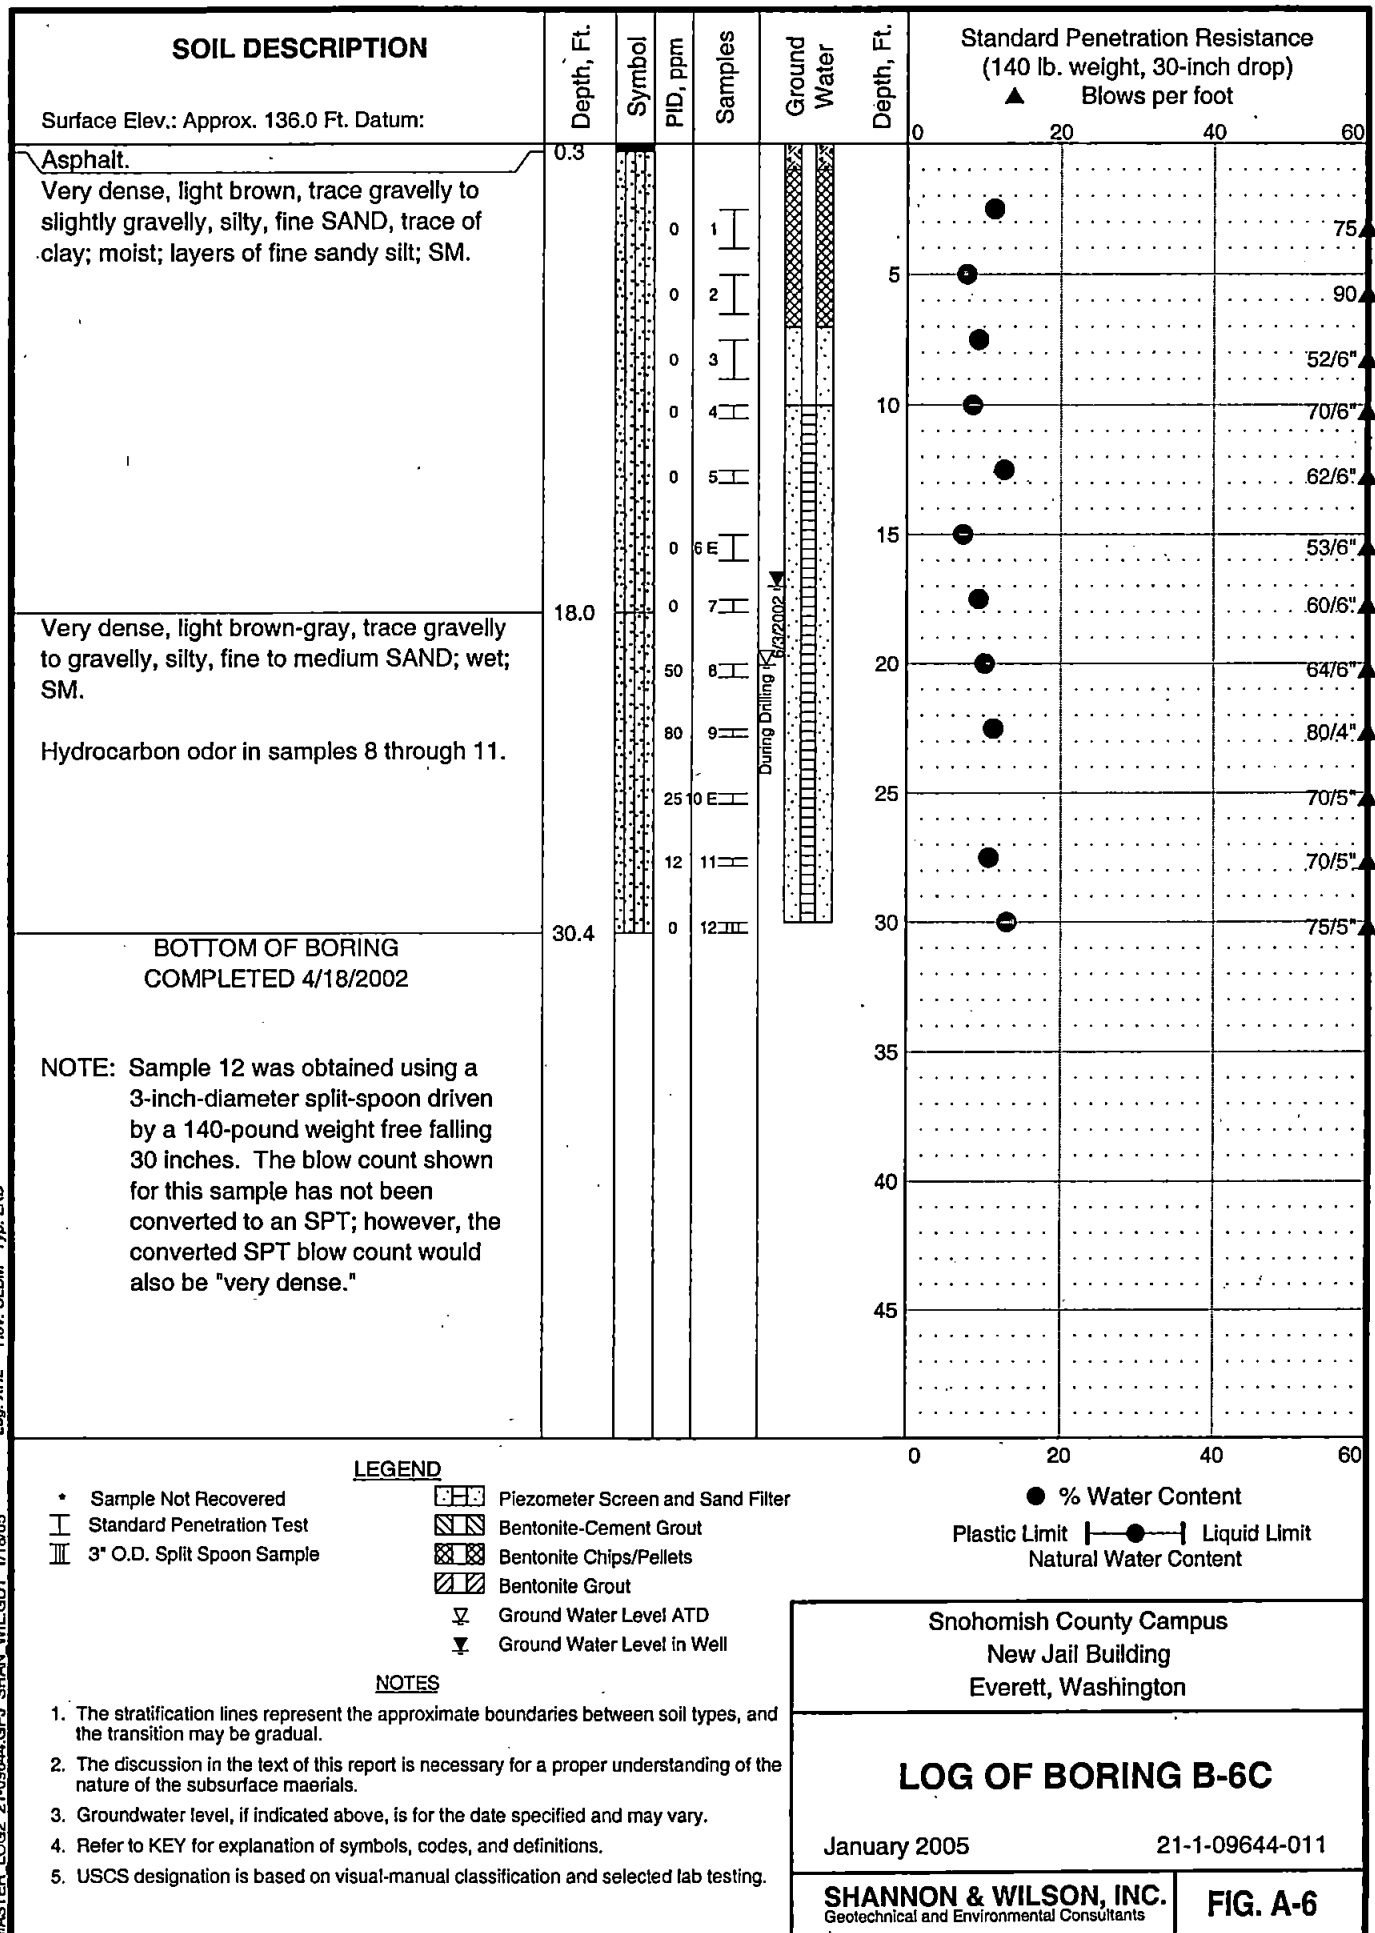 SOIL DESCRIPTION
Surface Elev.: Approx. 136.0 Ft. Datum:
Depth, Ft.
Symbol
PID, ppm
Samples
Ground
Water
Depth, Ft.
Standard Penetration Resistance
(140 lb. weight, 30-inch drop)
▲ Blows per foot
0 20 40 60
Asphalt.
0.3
Very dense, light brown, trace gravelly to
slightly gravelly, silty, fine SAND, trace of
clay; moist; layers of fine sandy silt; SM.
0 1
75
0 2
5
90
0 3
52/6"
0 4
10
70/6"
0 5
62/6"
0 6 E
15
53/6"
0 7
60/6"
18.0
Very dense, light brown-gray, trace gravelly
to gravelly, silty, fine to medium SAND; wet;
SM.
50 8
20
64/6"
During Drilling
6/3/2002
80 9
80/4"
Hydrocarbon odor in samples 8 through 11.
25 10 E
25
70/5"
12 11
70/5"
0 12
30
75/5"
30.4
BOTTOM OF BORING
COMPLETED 4/18/2002
35
NOTE: Sample 12 was obtained using a
3-inch-diameter split-spoon driven
by a 140-pound weight free falling
30 inches. The blow count shown
for this sample has not been
converted to an SPT; however, the
converted SPT blow count would
also be "very dense."
40
45
0 20 40 60
LEGEND
* Sample Not Recovered
Standard Penetration Test
3" O.D. Split Spoon Sample
Piezometer Screen and Sand Filter
Bentonite-Cement Grout
Bentonite Chips/Pellets
Bentonite Grout
Ground Water Level ATD
Ground Water Level in Well
● % Water Content
Plastic Limit Liquid Limit
Natural Water Content
NOTES
1. The stratification lines represent the approximate boundaries between soil types, and
the transition may be gradual.
2. The discussion in the text of this report is necessary for a proper understanding of the
nature of the subsurface maerials.
3. Groundwater level, if indicated above, is for the date specified and may vary.
4. Refer to KEY for explanation of symbols, codes, and definitions.
5. USCS designation is based on visual-manual classification and selected lab testing.
Snohomish County Campus
New Jail Building
Everett, Washington
LOG OF BORING B-6C
January 2005 21-1-09644-011
SHANNON & WILSON, INC.
Geotechnical and Environmental Consultants
FIG. A-6